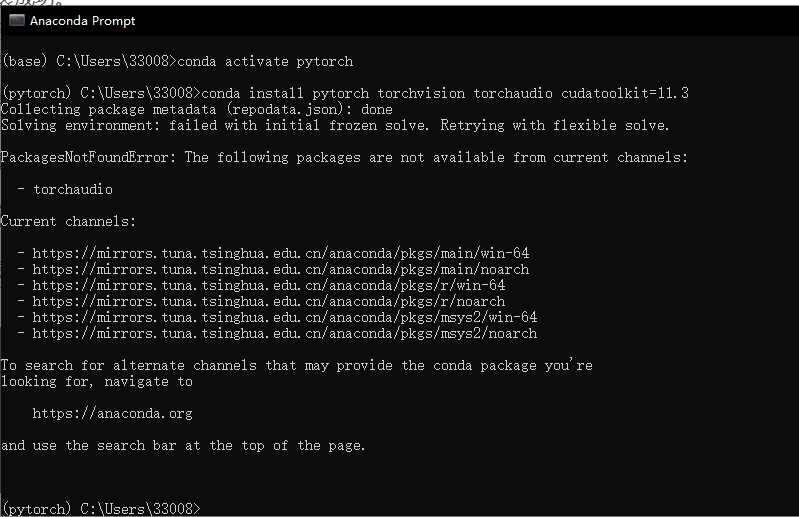 Anaconda Prompt
(base) C:\Users\33008>conda activate pytorch
(pytorch) C:\Users\33008>conda install pytorch torchvision torchaudio cudatoolkit=11.3
Collecting package metadata (repodata.json): done
Solving environment: failed with initial frozen solve. Retrying with flexible solve.
PackagesNotFoundError: The following packages are not available from current channels:
- torchaudio
Current channels:
- https://mirrors.tuna.tsinghua.edu.cn/anaconda/pkgs/main/win-64
- https://mirrors.tuna.tsinghua.edu.cn/anaconda/pkgs/main/noarch
- https://mirrors.tuna.tsinghua.edu.cn/anaconda/pkgs/r/win-64
- https://mirrors.tuna.tsinghua.edu.cn/anaconda/pkgs/r/noarch
- https://mirrors.tuna.tsinghua.edu.cn/anaconda/pkgs/msys2/win-64
- https://mirrors.tuna.tsinghua.edu.cn/anaconda/pkgs/msys2/noarch
To search for alternate channels that may provide the conda package you're
looking for, navigate to
https://anaconda.org
and use the search bar at the top of the page.
(pytorch) C:\Users\33008>